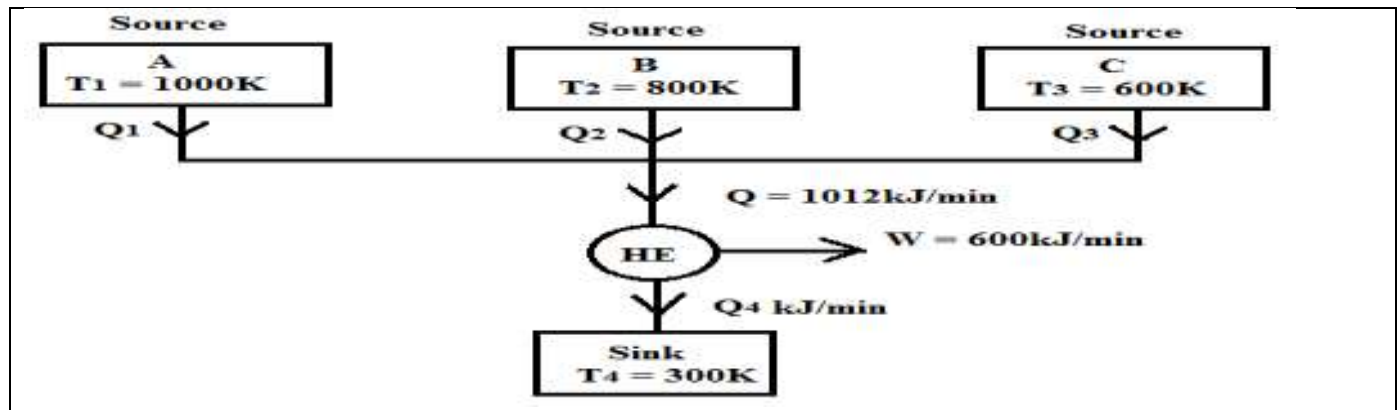 Source
A
T1 = 1000K
Source
B
T2 = 800K
Source
C
T3 = 600K
Q1
Q2
Q3
Q = 1012kJ/min
HE
W = 600kJ/min
Q4 kJ/min
Sink
T4 = 300K